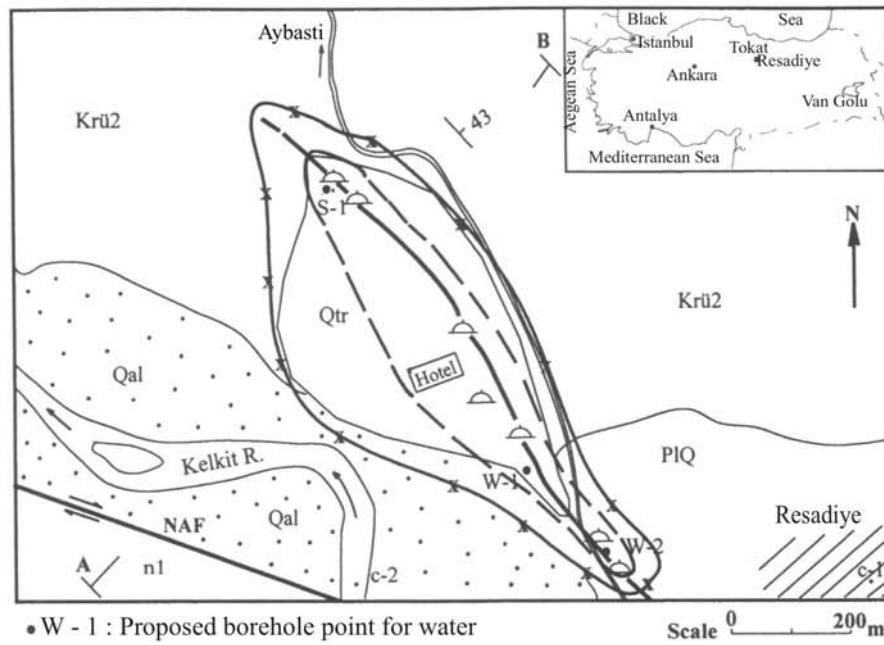 Aybasti
B
Black Sea
Istanbul
Tokat
Resadiye
Ankara
Aegean Sea
Van Golu
Antalya
Mediterranean Sea
Krü2
43
S-1
N
Krü2
Qtr
Qal
Hotel
PlQ
Kelkit R.
W-1
Qal
NAF
Resadiye
W-2
A
n1
c-2
c-1
• W - 1 : Proposed borehole point for water
Scale 0 200m